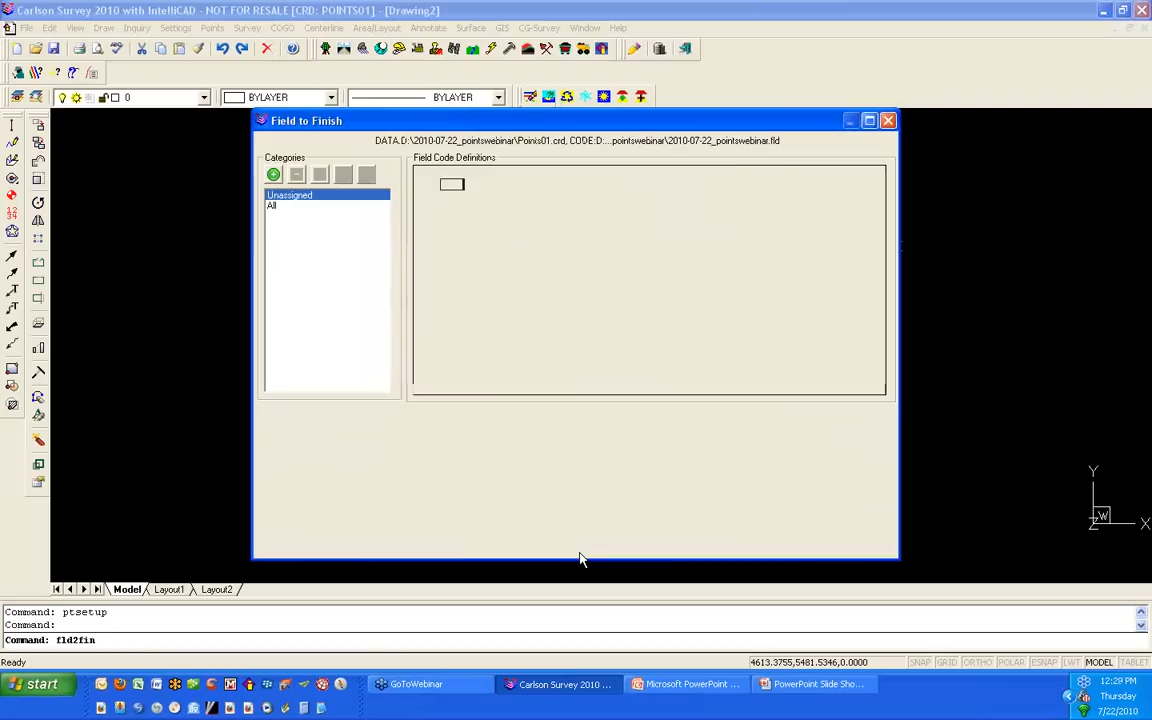 Carlson Survey 2010 with IntelliCAD - NOT FOR RESALE [CRD: POINTS01] - [Drawing2]
File Edit View Draw Inquiry Settings Points Survey COGO Centerline Area/Layout Annotate Surface GIS CG-Survey Window Help
0 BYLAYER BYLAYER
Field to Finish
DATA.D:\2010-07-22_pointswebinar\Points01.crd, CODE:D:...pointswebinar\2010-07-22_pointswebinar.fld
Categories
Field Code Definitions
Unassigned
All
Y
W
Z
X
Model Layout1 Layout2
Command: ptsetup
Command:
Command: fld2fin
Ready
4613.3755,5481.5346,0.0000
SNAP GRID ORTHO POLAR ESNAP LWT MODEL TABLET
start
GoToWebinar
Carlson Survey 2010 ...
Microsoft PowerPoint ...
PowerPoint Slide Sho...
12:29 PM
Thursday
7/22/2010